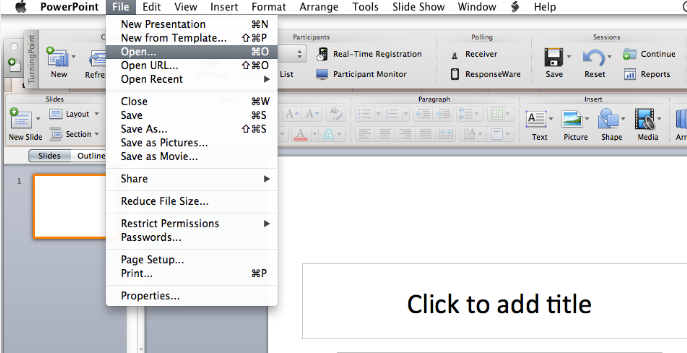 PowerPoint File Edit View Insert Format Arrange Tools Slide Show Window Help
New Presentation ⌘N
New from Template... ⇧⌘P
Open... ⌘O
Open URL... ⇧⌘O
Open Recent
Close ⌘W
Save ⌘S
Save As... ⇧⌘S
Save as Pictures...
Save as Movie...
Share
Reduce File Size...
Restrict Permissions
Passwords...
Page Setup...
Print... ⌘P
Properties...
TurningPoint
New
Participants
Polling
Sessions
Real-Time Registration
Receiver
Continue
List
Participant Monitor
ResponseWare
Save
Reset
Reports
Slides
Paragraph
Insert
New Slide
Layout
Section
Text
Picture
Shape
Media
Slides
Outline
1
Click to add title